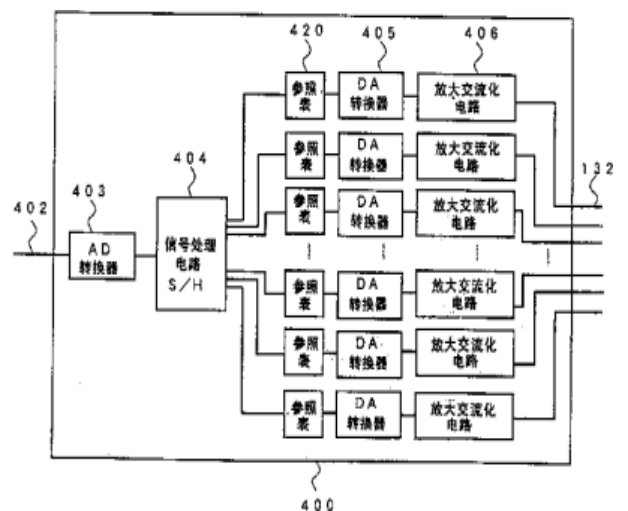 420
405
406
404
403
402
132
参照
表
DA
转换器
放大交流化
电路
参照
表
DA
转换器
放大交流化
电路
参照
表
DA
转换器
放大交流化
电路
AD
转换器
信号处理
电路
S/H
参照
表
DA
转换器
放大交流化
电路
参照
表
DA
转换器
放大交流化
电路
参照
表
DA
转换器
放大交流化
电路
400